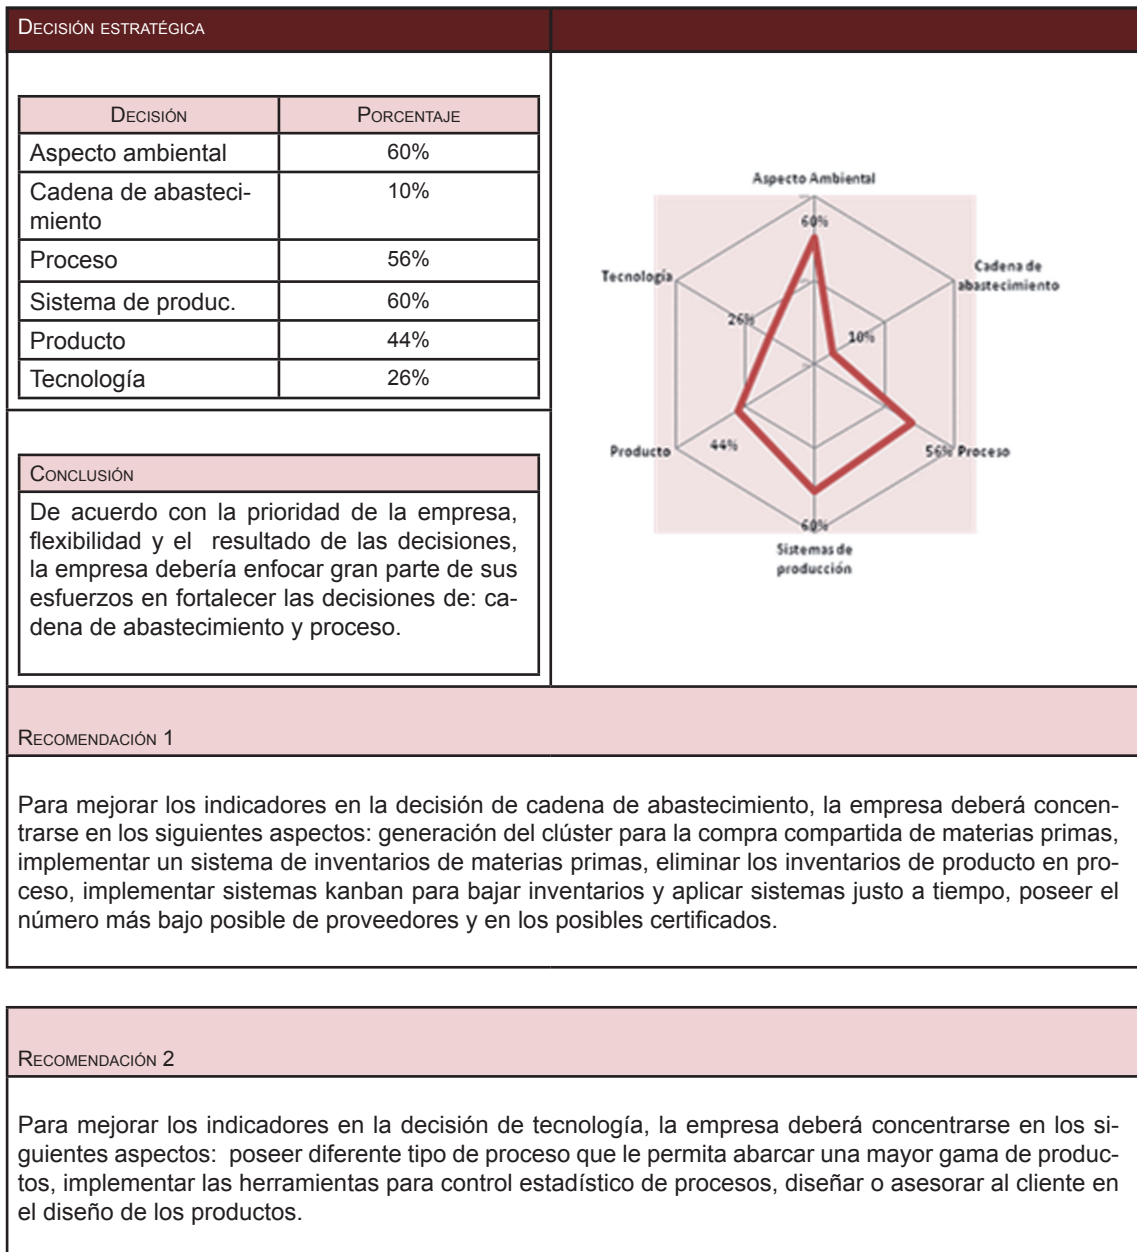 Decisión estratégica
Decisión Porcentaje
Aspecto ambiental 60%
Cadena de abasteci- 10%
miento
Proceso 56%
Sistema de produc. 60%
Producto 44%
Tecnología 26%
Conclusión
De acuerdo con la prioridad de la empresa,
flexibilidad y el resultado de las decisiones,
la empresa debería enfocar gran parte de sus
esfuerzos en fortalecer las decisiones de: ca-
dena de abastecimiento y proceso.
Aspecto Ambiental
60%
Cadena de
abastecimiento
Tecnología
26%
10%
Producto
44%
56% Proceso
60%
Sistemas de
producción
Recomendación 1
Para mejorar los indicadores en la decisión de cadena de abastecimiento, la empresa deberá concen-
trarse en los siguientes aspectos: generación del clúster para la compra compartida de materias primas,
implementar un sistema de inventarios de materias primas, eliminar los inventarios de producto en pro-
ceso, implementar sistemas kanban para bajar inventarios y aplicar sistemas justo a tiempo, poseer el
número más bajo posible de proveedores y en los posibles certificados.
Recomendación 2
Para mejorar los indicadores en la decisión de tecnología, la empresa deberá concentrarse en los si-
guientes aspectos: poseer diferente tipo de proceso que le permita abarcar una mayor gama de produc-
tos, implementar las herramientas para control estadístico de procesos, diseñar o asesorar al cliente en
el diseño de los productos.